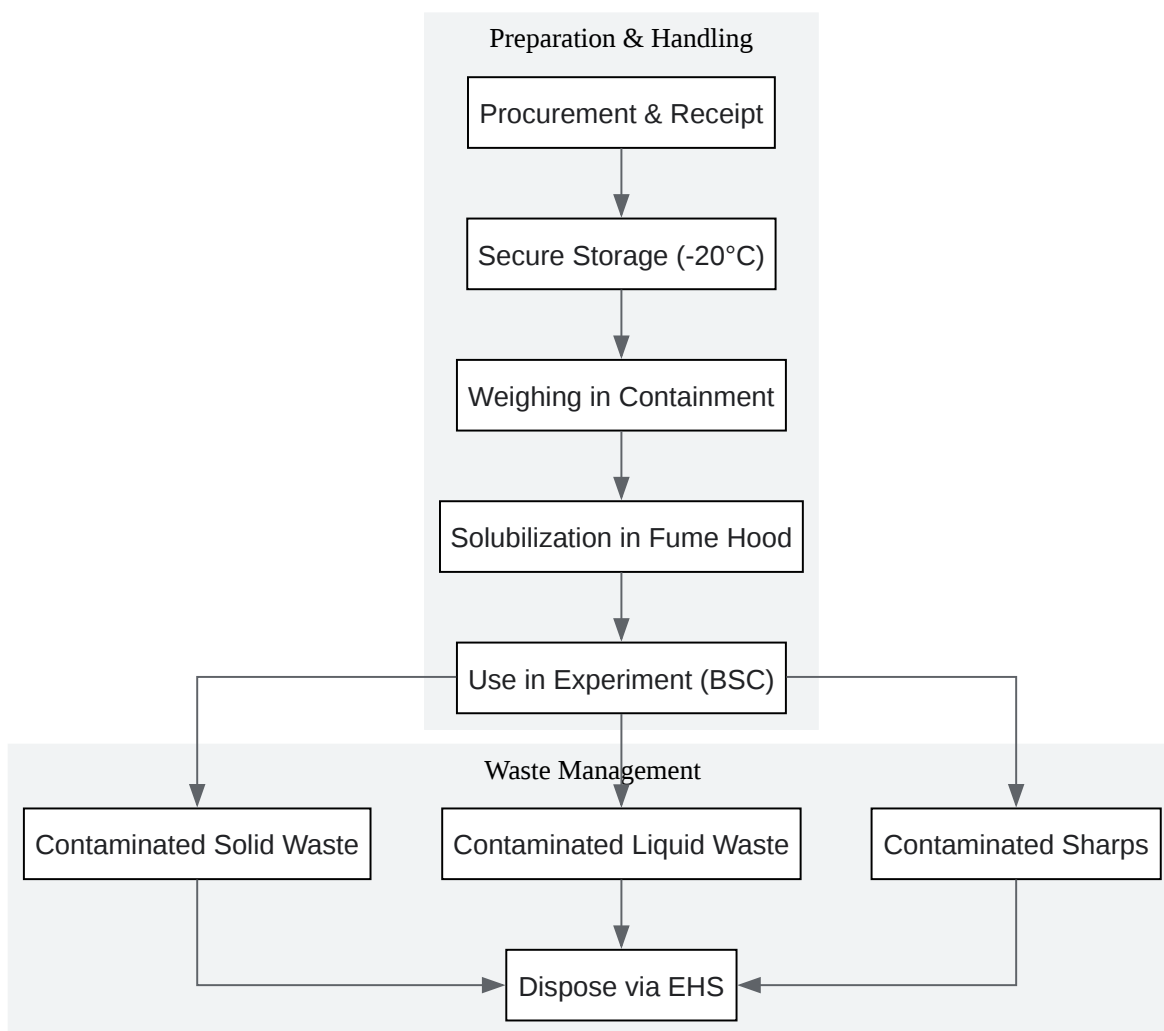 Preparation & Handling
Procurement & Receipt
Secure Storage (-20°C)
Weighing in Containment
Solubilization in Fume Hood
Use in Experiment (BSC)
Waste Management
Contaminated Solid Waste
Contaminated Liquid Waste
Contaminated Sharps
Dispose via EHS